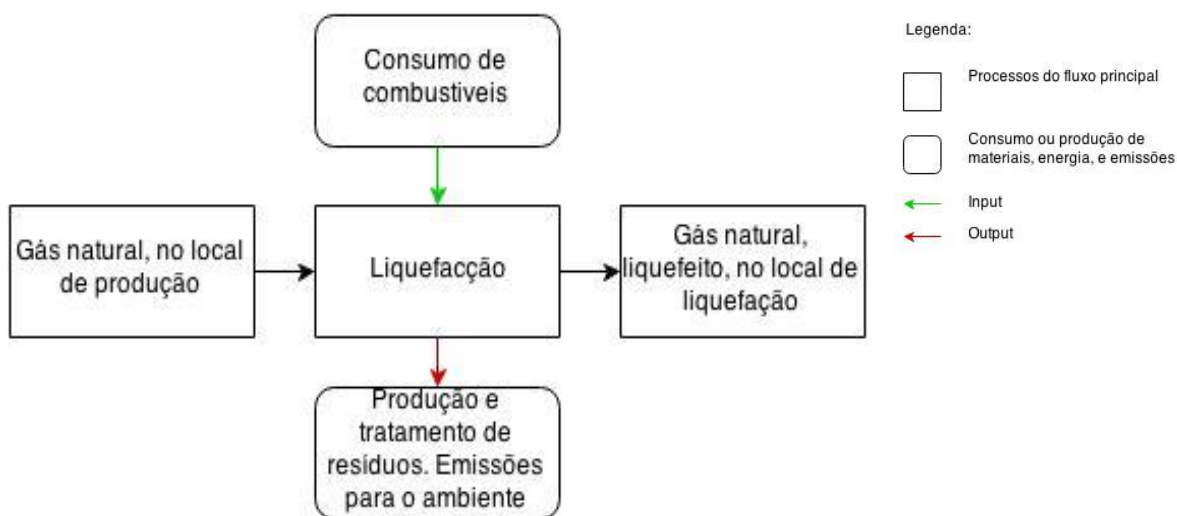 Consumo de
combustiveis
Gás natural, no local
de produção
Liquefacção
Gás natural,
liquefeito, no local de
liquefação
Produção e
tratamento de
resíduos. Emissões
para o ambiente
Legenda:
Processos do fluxo principal
Consumo ou produção de
materiais, energia, e emissões
Input
Output